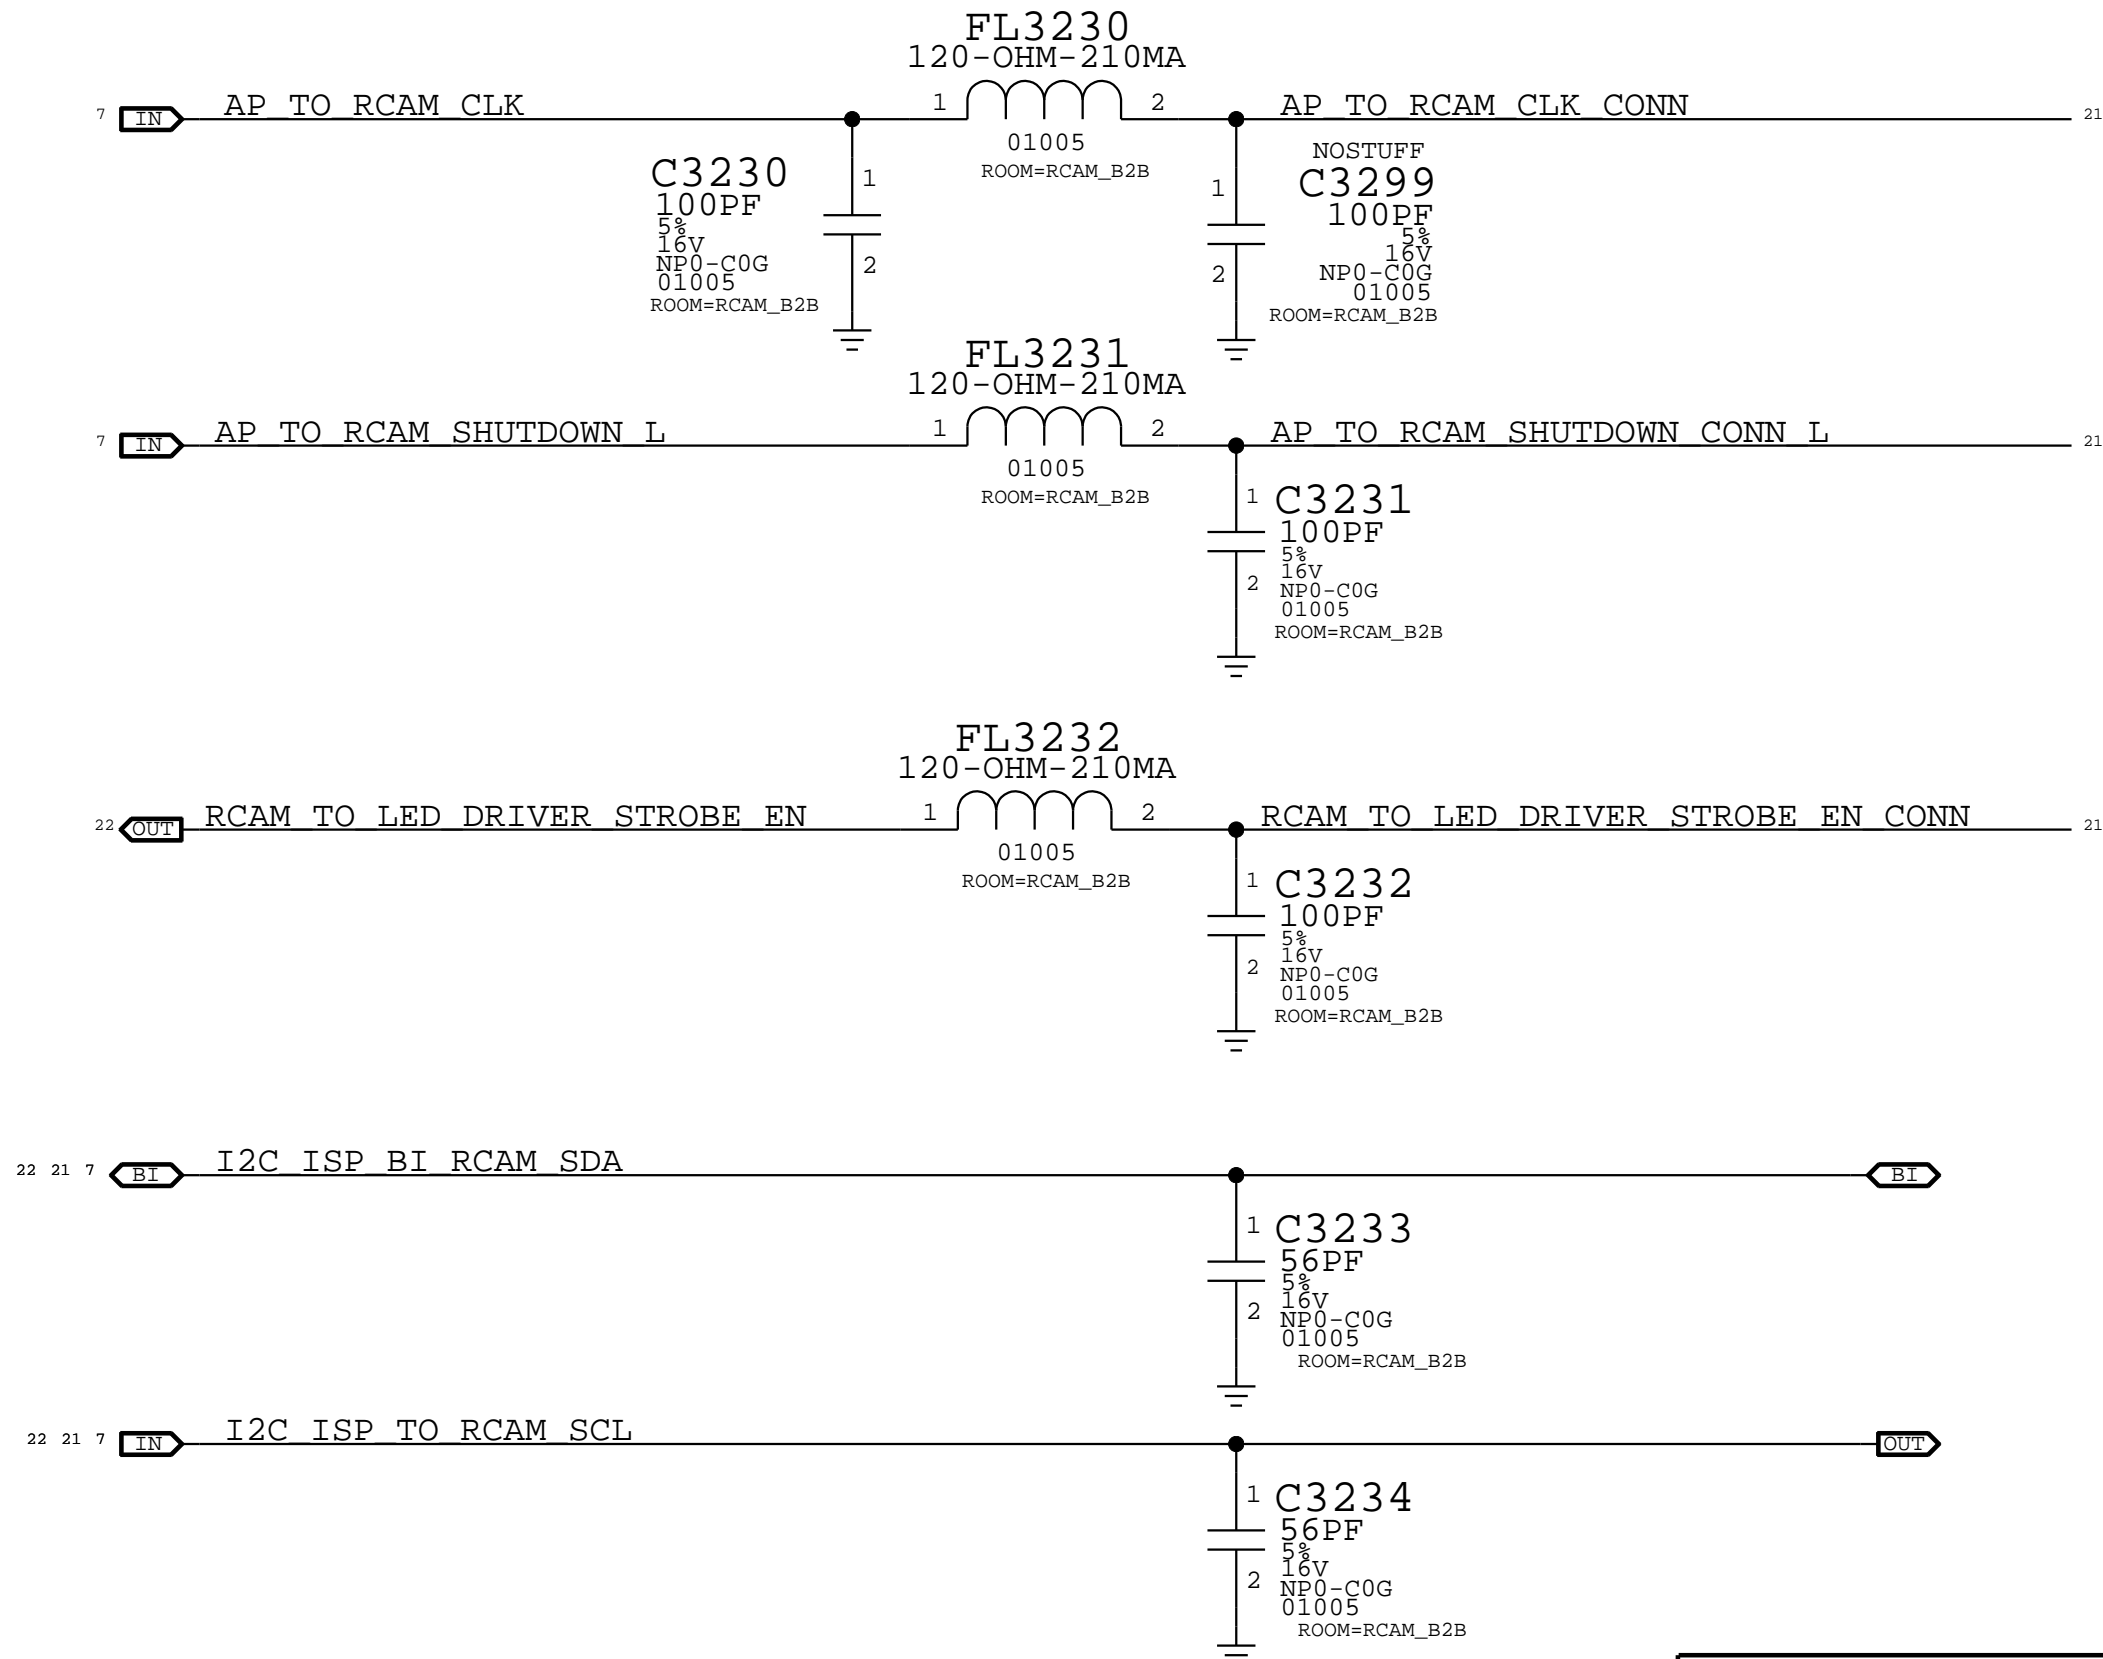 FL3230
120-OHM-210MA
7 IN AP_TO_RCAM_CLK 1 2 AP_TO_RCAM_CLK_CONN 21
01005
ROOM=RCAM_B2B
C3230
100PF
5%
16V
NP0-C0G
01005
ROOM=RCAM_B2B
1
2
NOSTUFF
C3299
100PF
5%
16V
NP0-C0G
01005
ROOM=RCAM_B2B
1
2
FL3231
120-OHM-210MA
7 IN AP_TO_RCAM_SHUTDOWN_L 1 2 AP_TO_RCAM_SHUTDOWN_CONN_L 21
01005
ROOM=RCAM_B2B
1 C3231
100PF
5%
16V
2 NP0-C0G
01005
ROOM=RCAM_B2B
FL3232
120-OHM-210MA
22 OUT RCAM_TO_LED_DRIVER_STROBE_EN 1 2 RCAM_TO_LED_DRIVER_STROBE_EN_CONN 21
01005
ROOM=RCAM_B2B
1 C3232
100PF
5%
16V
2 NP0-C0G
01005
ROOM=RCAM_B2B
22 21 7 BI I2C_ISP_BI_RCAM_SDA BI
1 C3233
56PF
5%
16V
2 NP0-C0G
01005
ROOM=RCAM_B2B
22 21 7 IN I2C_ISP_TO_RCAM_SCL OUT
1 C3234
56PF
5%
16V
2 NP0-C0G
01005
ROOM=RCAM_B2B